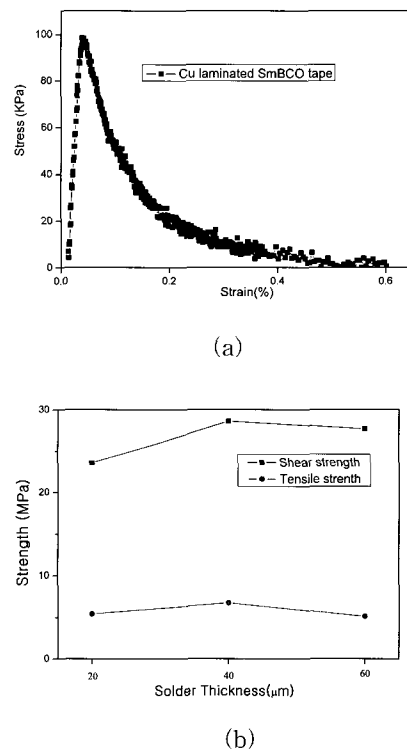 100
80
60
40
20
0
0.0 0.2 0.4 0.6
Stress (KPa)
Strain(%)
Cu laminated SmBCO tape
(a)
30
20
10
0
20 40 60
Strength (MPa)
Solder Thickness(μm)
Shear strength
Tensile strenth
(b)